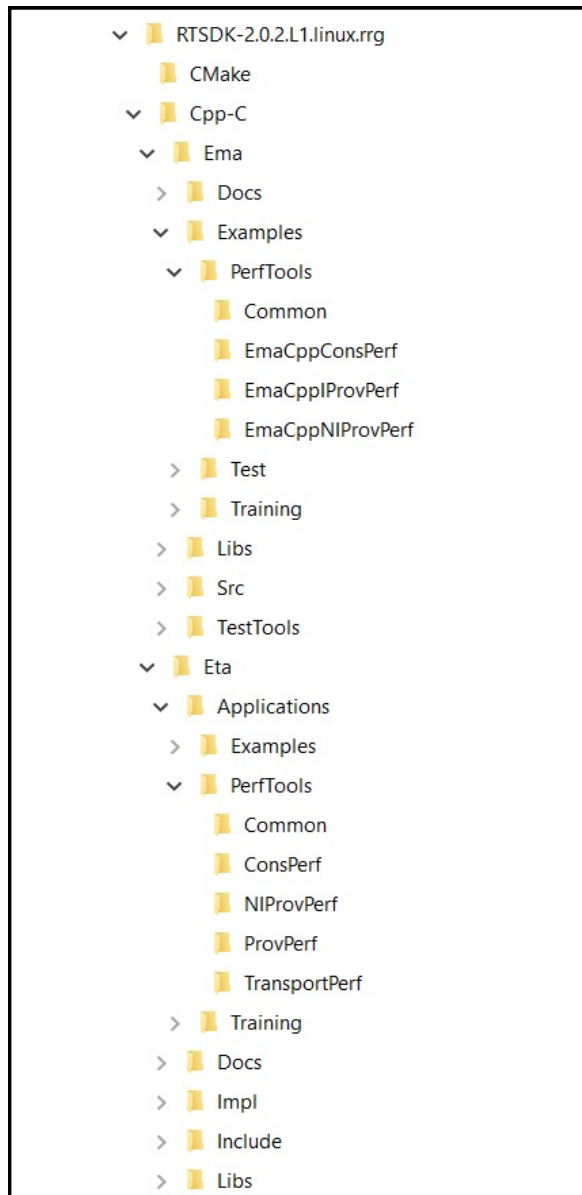 RTSDK-2.0.2.L1.linux.rrg
CMake
Cpp-C
Ema
Docs
Examples
PerfTools
Common
EmaCppConsPerf
EmaCppIProvPerf
EmaCppNIProvPerf
Test
Training
Libs
Src
TestTools
Eta
Applications
Examples
PerfTools
Common
ConsPerf
NIProvPerf
ProvPerf
TransportPerf
Training
Docs
Impl
Include
Libs